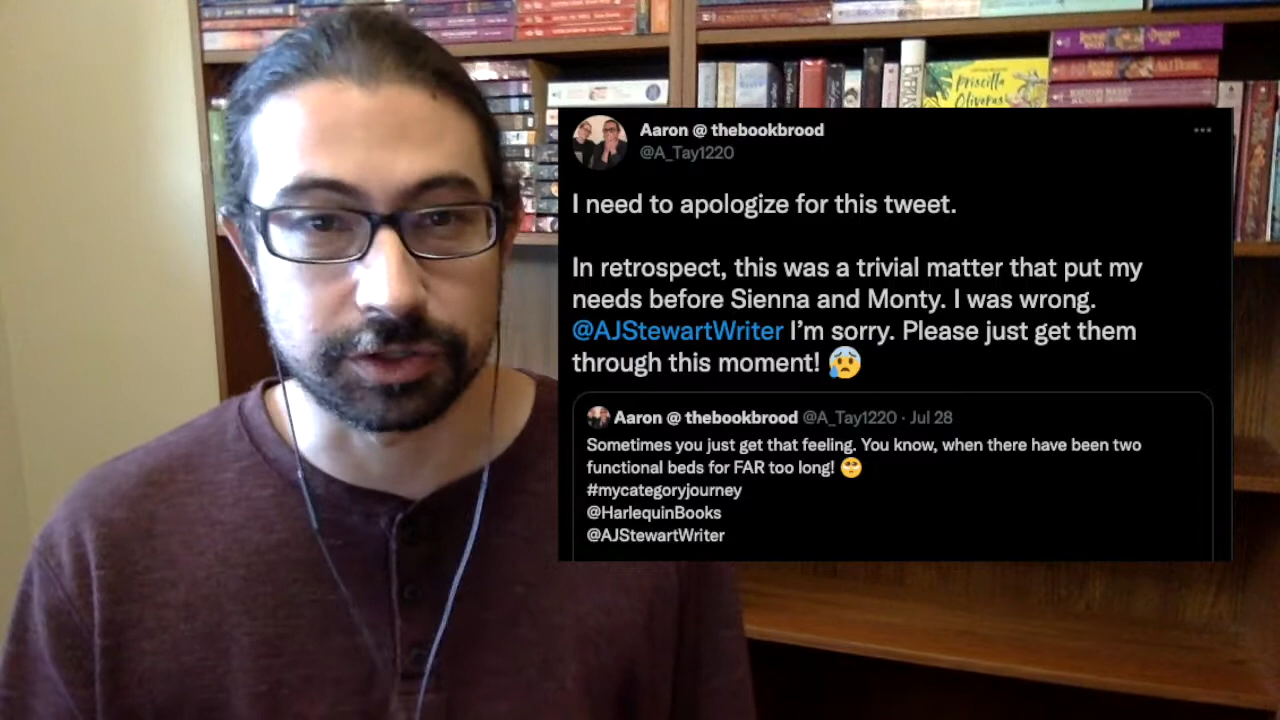 Priscilla
Oliveras
Aaron @ thebookbrood
@A_Tay1220
I need to apologize for this tweet.
In retrospect, this was a trivial matter that put my
needs before Sienna and Monty. I was wrong.
@AJStewartWriter I’m sorry. Please just get them
through this moment! 😰
Aaron @ thebookbrood @A_Tay1220 · Jul 28
Sometimes you just get that feeling. You know, when there have been two
functional beds for FAR too long! 🥺
#mycategoryjourney
@HarlequinBooks
@AJStewartWriter